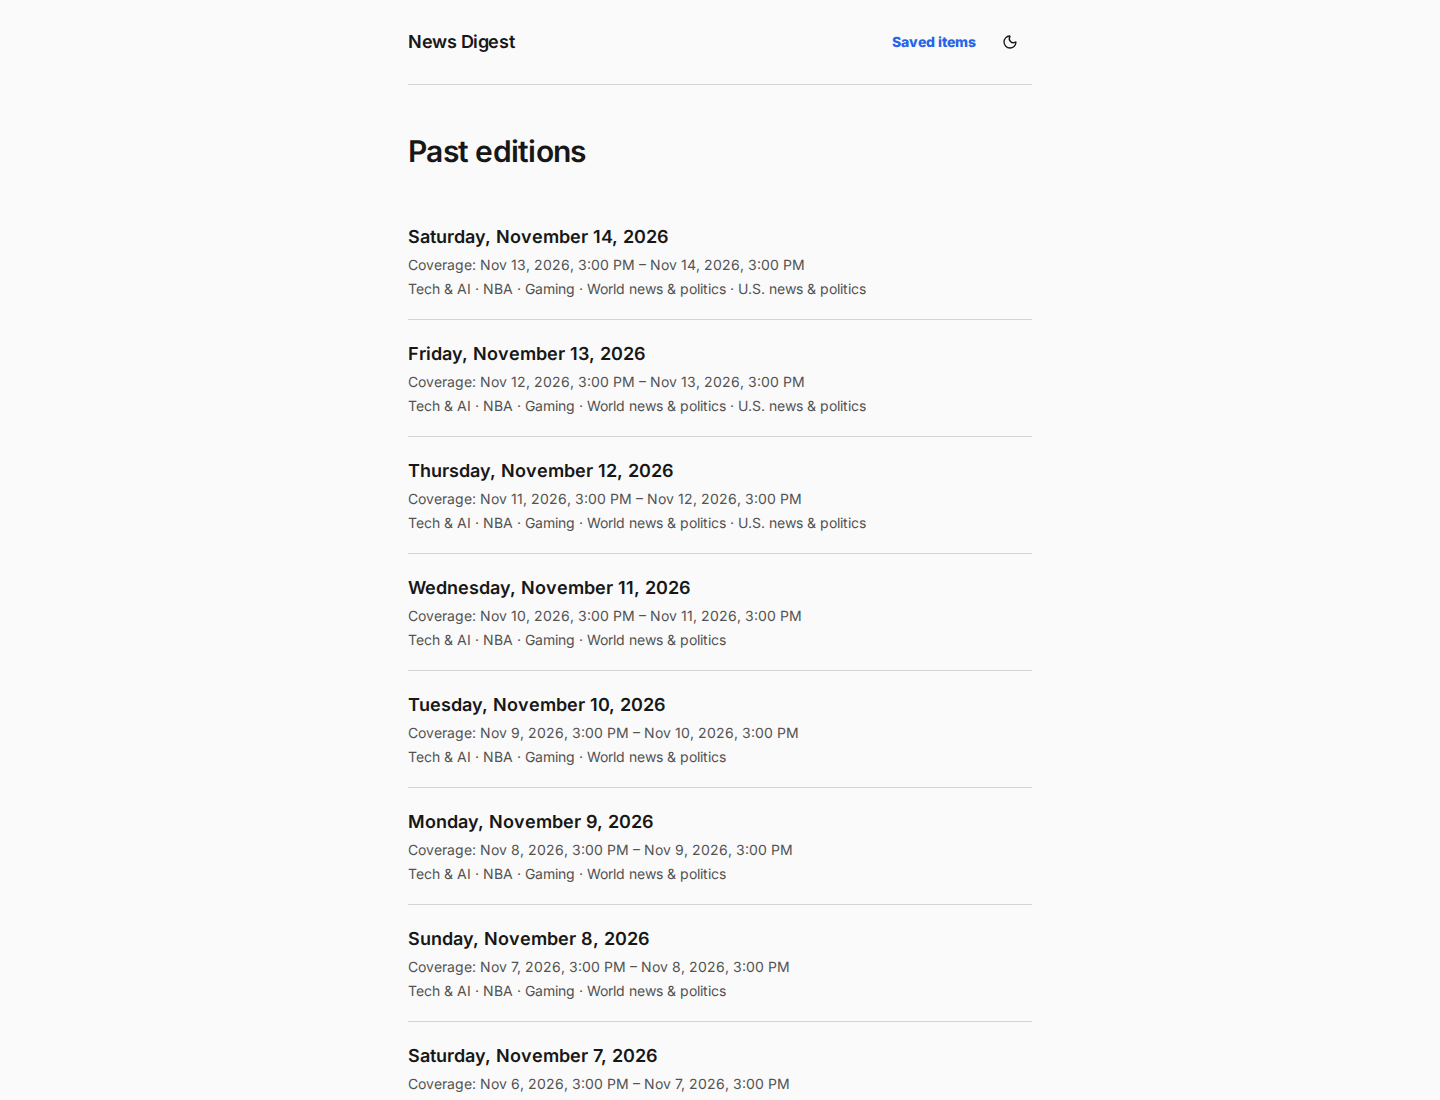 News Digest
Saved items
Past editions
Saturday, November 14, 2026
Coverage: Nov 13, 2026, 3:00 PM – Nov 14, 2026, 3:00 PM
Tech & AI · NBA · Gaming · World news & politics · U.S. news & politics
Friday, November 13, 2026
Coverage: Nov 12, 2026, 3:00 PM – Nov 13, 2026, 3:00 PM
Tech & AI · NBA · Gaming · World news & politics · U.S. news & politics
Thursday, November 12, 2026
Coverage: Nov 11, 2026, 3:00 PM – Nov 12, 2026, 3:00 PM
Tech & AI · NBA · Gaming · World news & politics · U.S. news & politics
Wednesday, November 11, 2026
Coverage: Nov 10, 2026, 3:00 PM – Nov 11, 2026, 3:00 PM
Tech & AI · NBA · Gaming · World news & politics
Tuesday, November 10, 2026
Coverage: Nov 9, 2026, 3:00 PM – Nov 10, 2026, 3:00 PM
Tech & AI · NBA · Gaming · World news & politics
Monday, November 9, 2026
Coverage: Nov 8, 2026, 3:00 PM – Nov 9, 2026, 3:00 PM
Tech & AI · NBA · Gaming · World news & politics
Sunday, November 8, 2026
Coverage: Nov 7, 2026, 3:00 PM – Nov 8, 2026, 3:00 PM
Tech & AI · NBA · Gaming · World news & politics
Saturday, November 7, 2026
Coverage: Nov 6, 2026, 3:00 PM – Nov 7, 2026, 3:00 PM